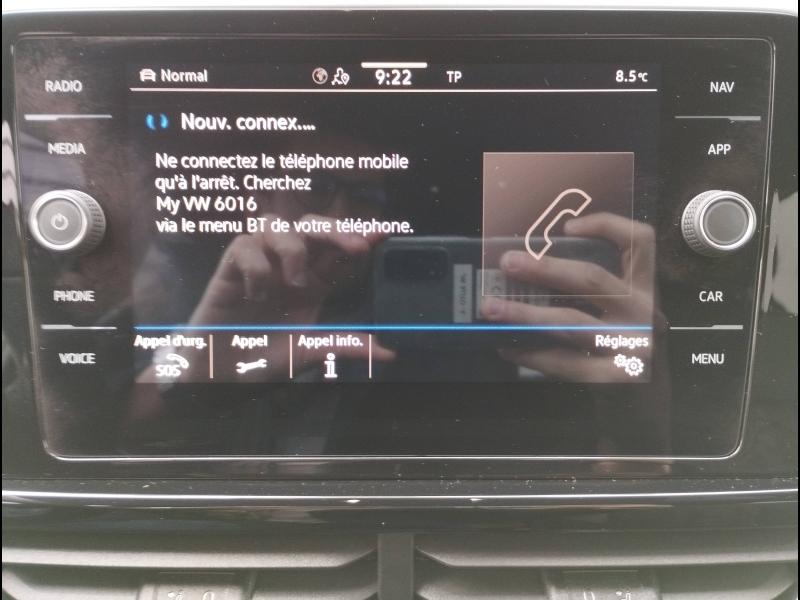 RADIO
Normal
9:22
TP
8.5°C
NAV
MEDIA
Nouv. connex....
APP
Ne connectez le téléphone mobile
qu'à l'arrêt. Cherchez
My VW 6016
via le menu BT de votre téléphone.
PHONE
CAR
VOICE
Appel d'urg.
Appel
Appel info.
Réglages
SOS
MENU